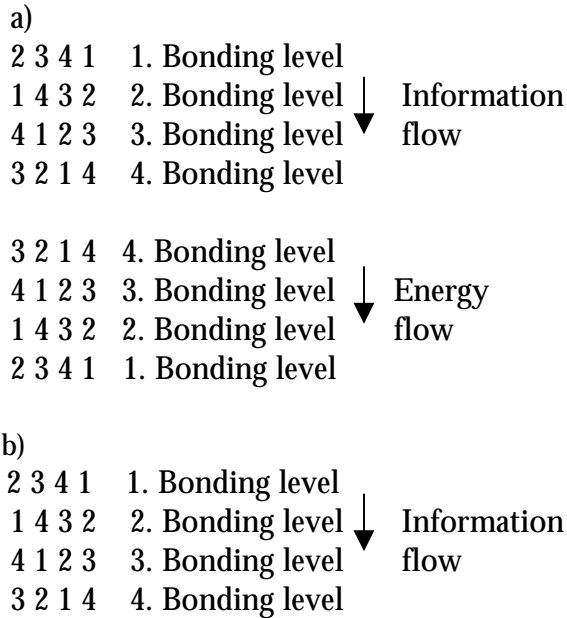 a)
2 3 4 1 1. Bonding level
1 4 3 2 2. Bonding level Information
4 1 2 3 3. Bonding level flow
3 2 1 4 4. Bonding level
3 2 1 4 4. Bonding level
4 1 2 3 3. Bonding level Energy
1 4 3 2 2. Bonding level flow
2 3 4 1 1. Bonding level
b)
2 3 4 1 1. Bonding level
1 4 3 2 2. Bonding level Information
4 1 2 3 3. Bonding level flow
3 2 1 4 4. Bonding level